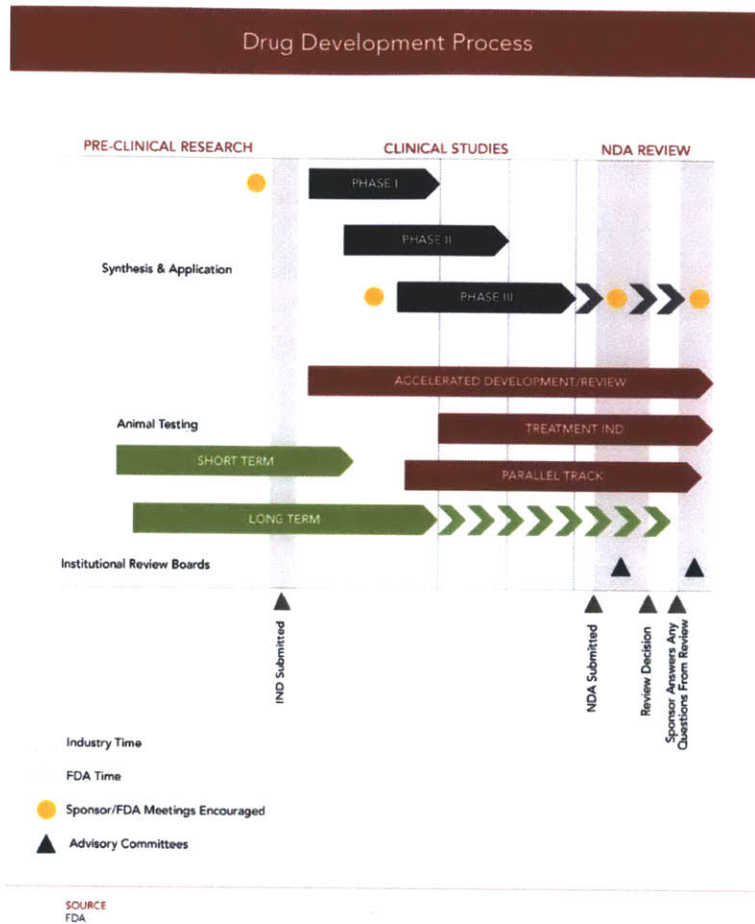 Drug Development Process
PRE-CLINICAL RESEARCH
CLINICAL STUDIES
NDA REVIEW
PHASE I
PHASE II
Synthesis & Application
PHASE III
ACCELERATED DEVELOPMENT/REVIEW
Animal Testing
TREATMENT IND
SHORT TERM
PARALLEL TRACK
LONG TERM
Institutional Review Boards
IND Submitted
NDA Submitted
Review Decision
Sponsor Answers Any
Questions From Review
Industry Time
FDA Time
Sponsor/FDA Meetings Encouraged
Advisory Committees
SOURCE
FDA